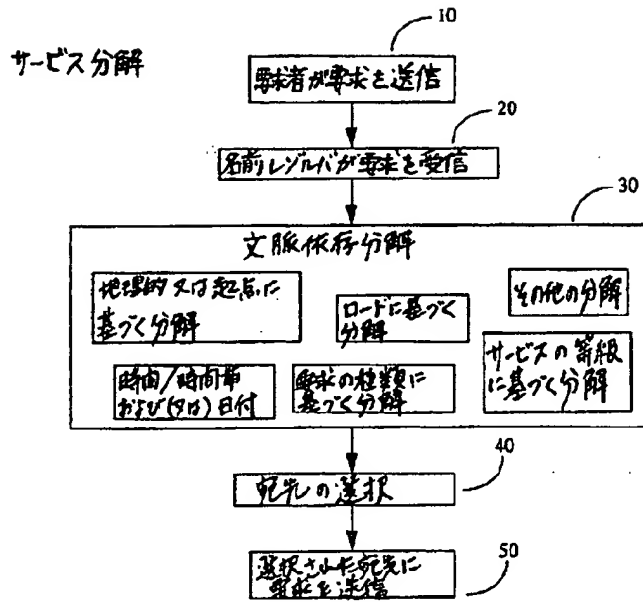 サービス分解
10
要求者が要求を送信
20
名前レゾルバが要求を受信
30
文脈依存分解
地理的又は起点に
基づく分解
ロードに基づく
分解
その他の分解
時間/時間帯
および(又は)日付
要求の種類に
基づく分解
サービスの等級
に基づく分解
40
宛先の選択
50
選択された宛先に
要求を送信